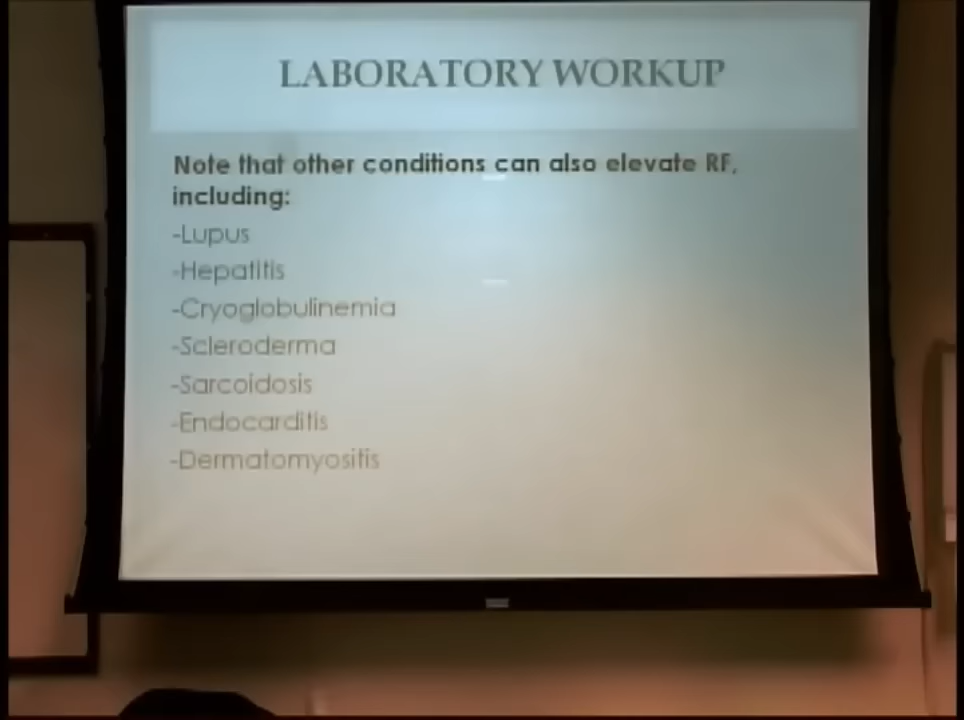 LABORATORY WORKUP
Note that other conditions can also elevate RF,
including:
-Lupus
-Hepatitis
-Cryoglobulinemia
-Scleroderma
-Sarcoidosis
-Endocarditis
-Dermatomyositis